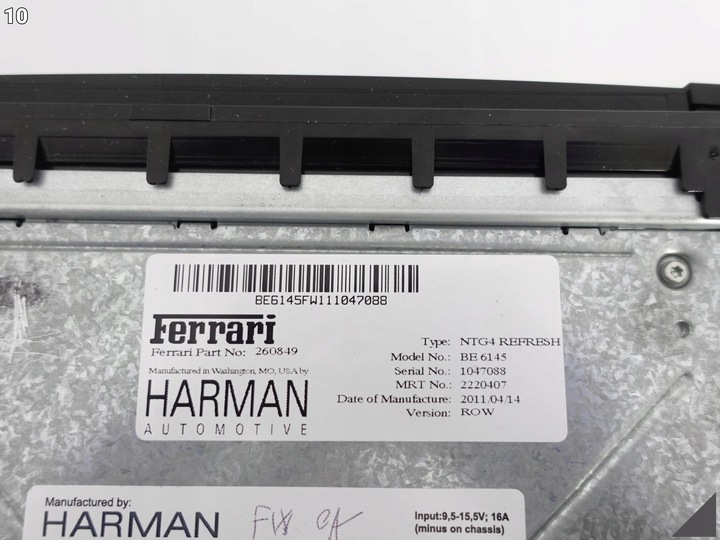 10
BE6145FW111047088
Ferrari
Ferrari Part No: 260849
Manufactured in Washington, MO, USA by
HARMAN
AUTOMOTIVE
Type: NTG4 REFRESH
Model No.: BE 6145
Serial No.: 1047088
MRT No.: 2220407
Date of Manufacture: 2011/04/14
Version: ROW
Manufactured by:
HARMAN
FW
Input:9,5-15,5V; 16A
(minus on chassis)